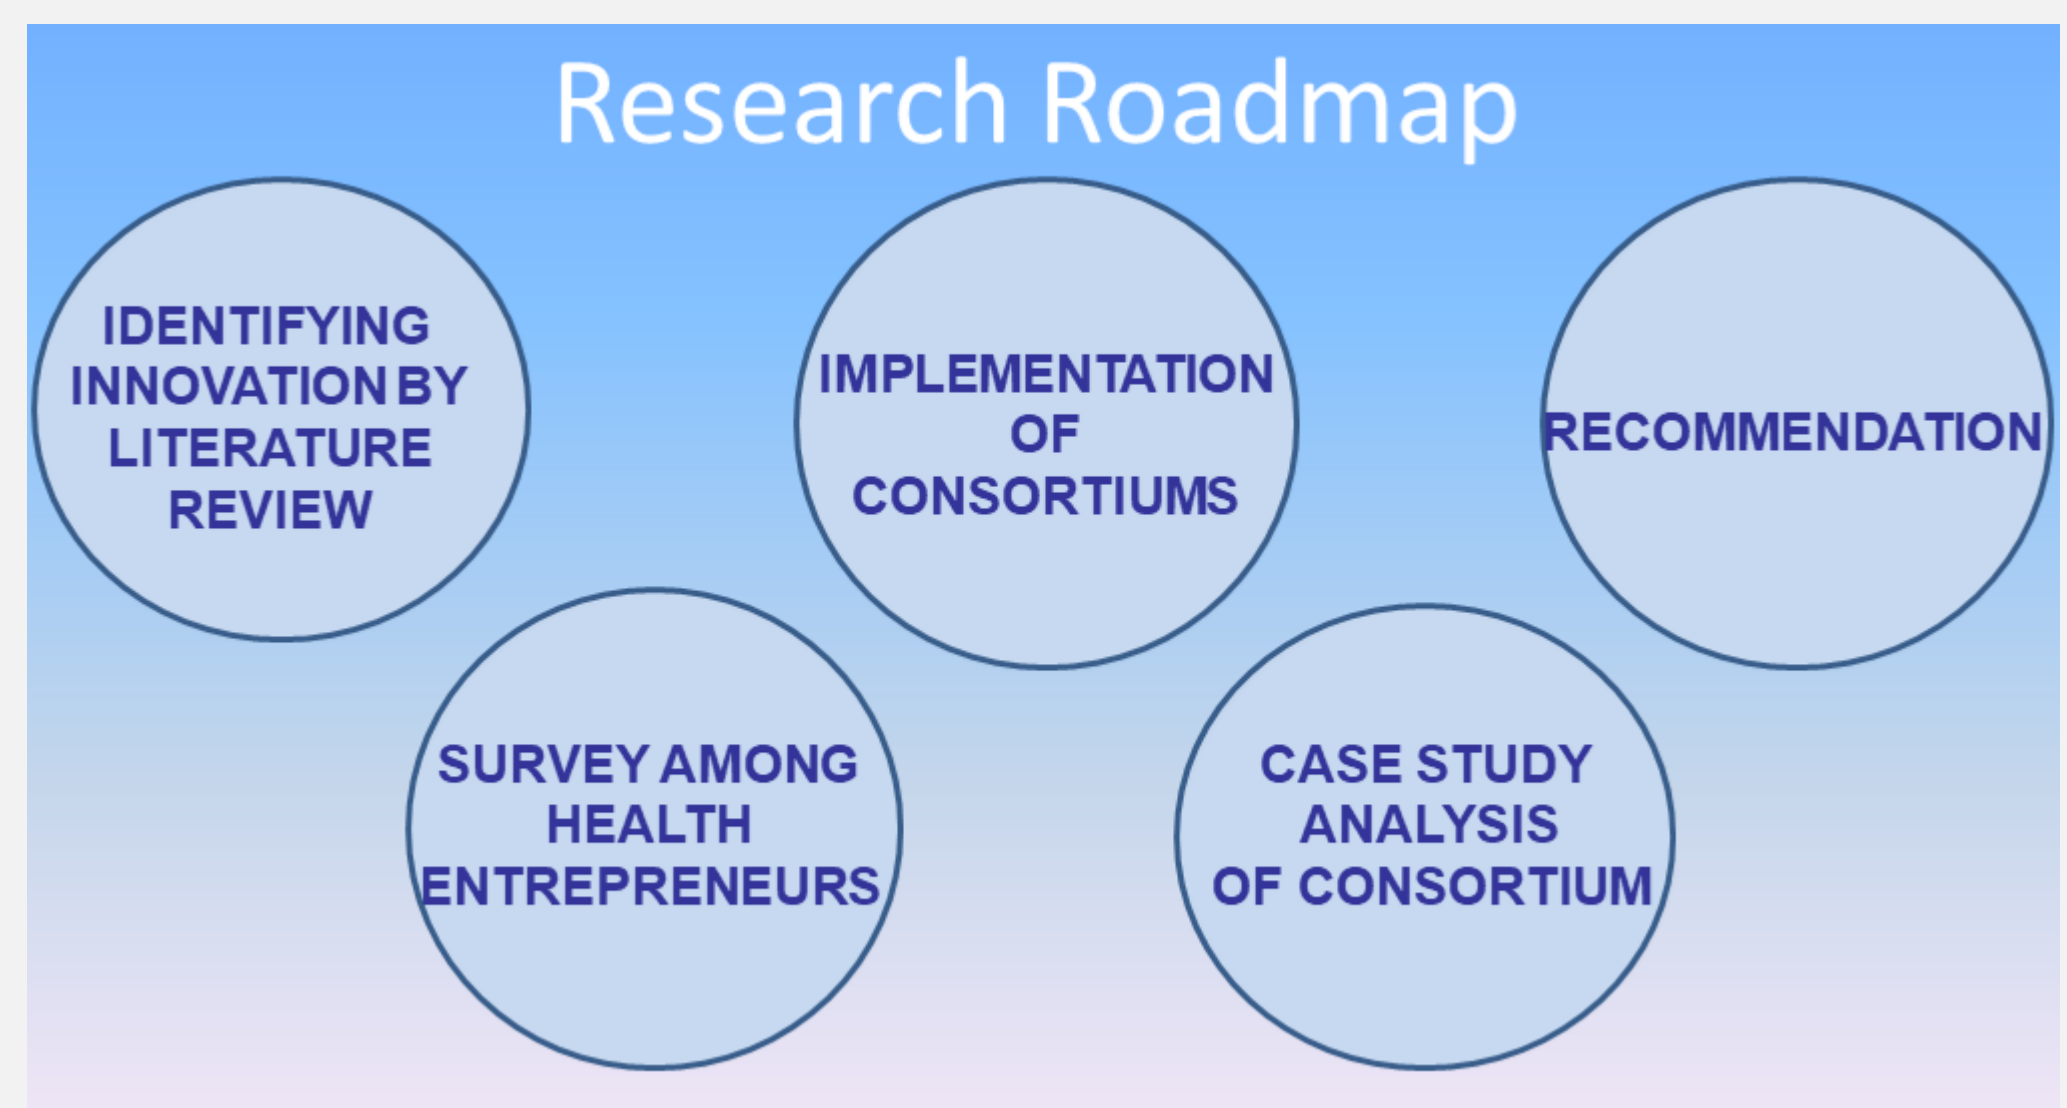 Research Roadmap
IDENTIFYING
INNOVATION BY
LITERATURE
REVIEW
SURVEY AMONG
HEALTH
ENTREPRENEURS
IMPLEMENTATION
OF
CONSORTIUMS
CASE STUDY
ANALYSIS
OF CONSORTIUM
RECOMMENDATION